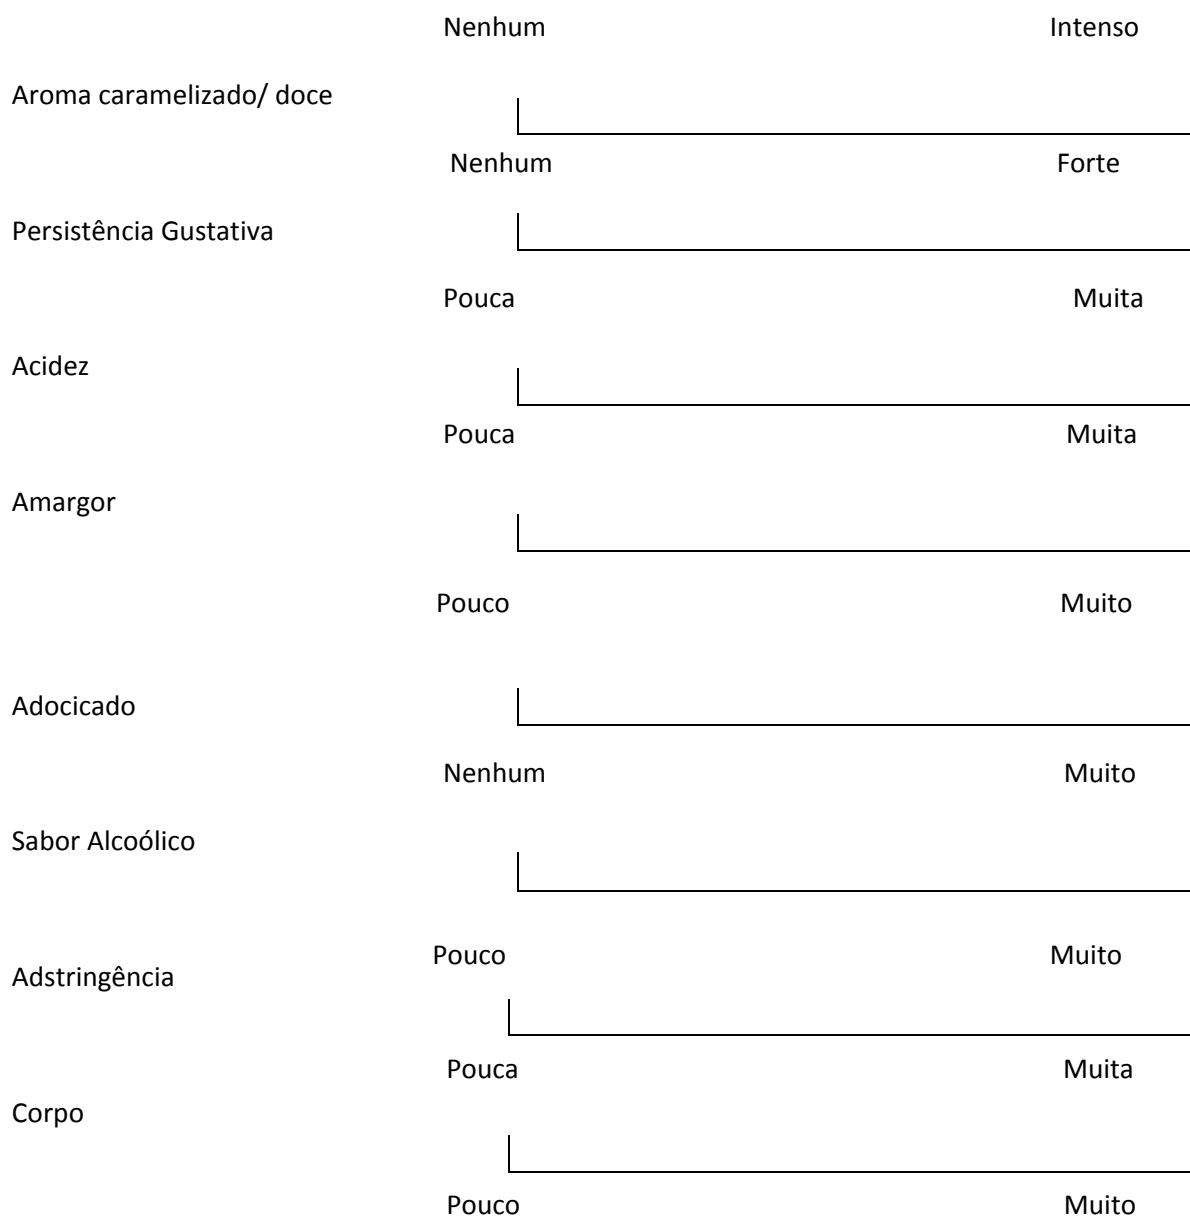 Nenhum Intenso
Aroma caramelizado/ doce
Nenhum Forte
Persistência Gustativa
Pouca Muita
Acidez
Pouca Muita
Amargor
Pouco Muito
Adocicado
Nenhum Muito
Sabor Alcoólico
Pouco Muito
Adstringência
Pouca Muita
Corpo
Pouco Muito